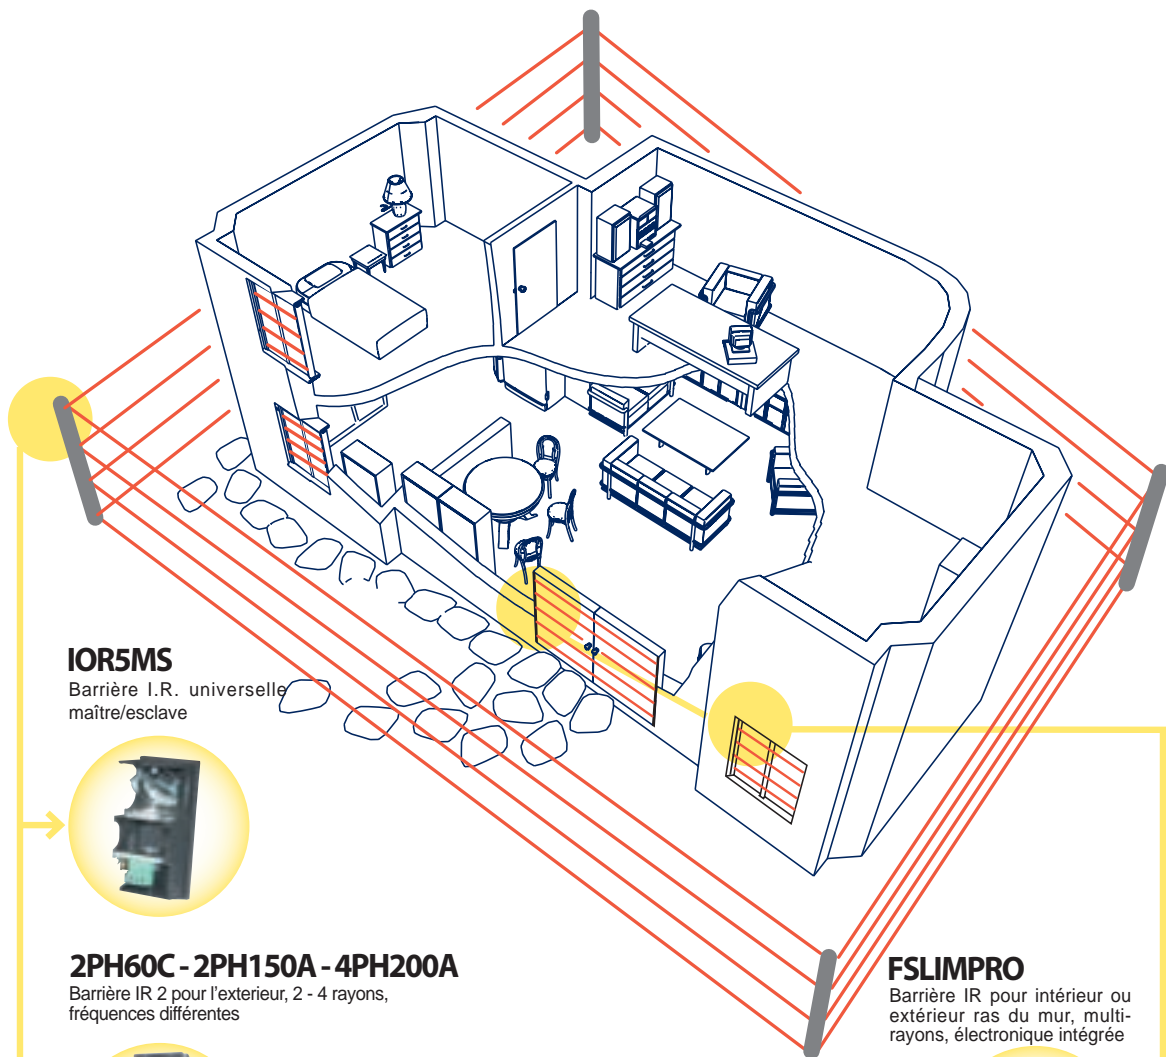 IOR5MS
Barrière I.R. universelle
maître/esclave
2PH60C - 2PH150A - 4PH200A
Barrière IR 2 pour l'exterieur, 2 - 4 rayons,
fréquences différentes
FSLIMPRO
Barrière IR pour intérieur ou
extérieur ras du mur, multi-
rayons, électronique intégrée